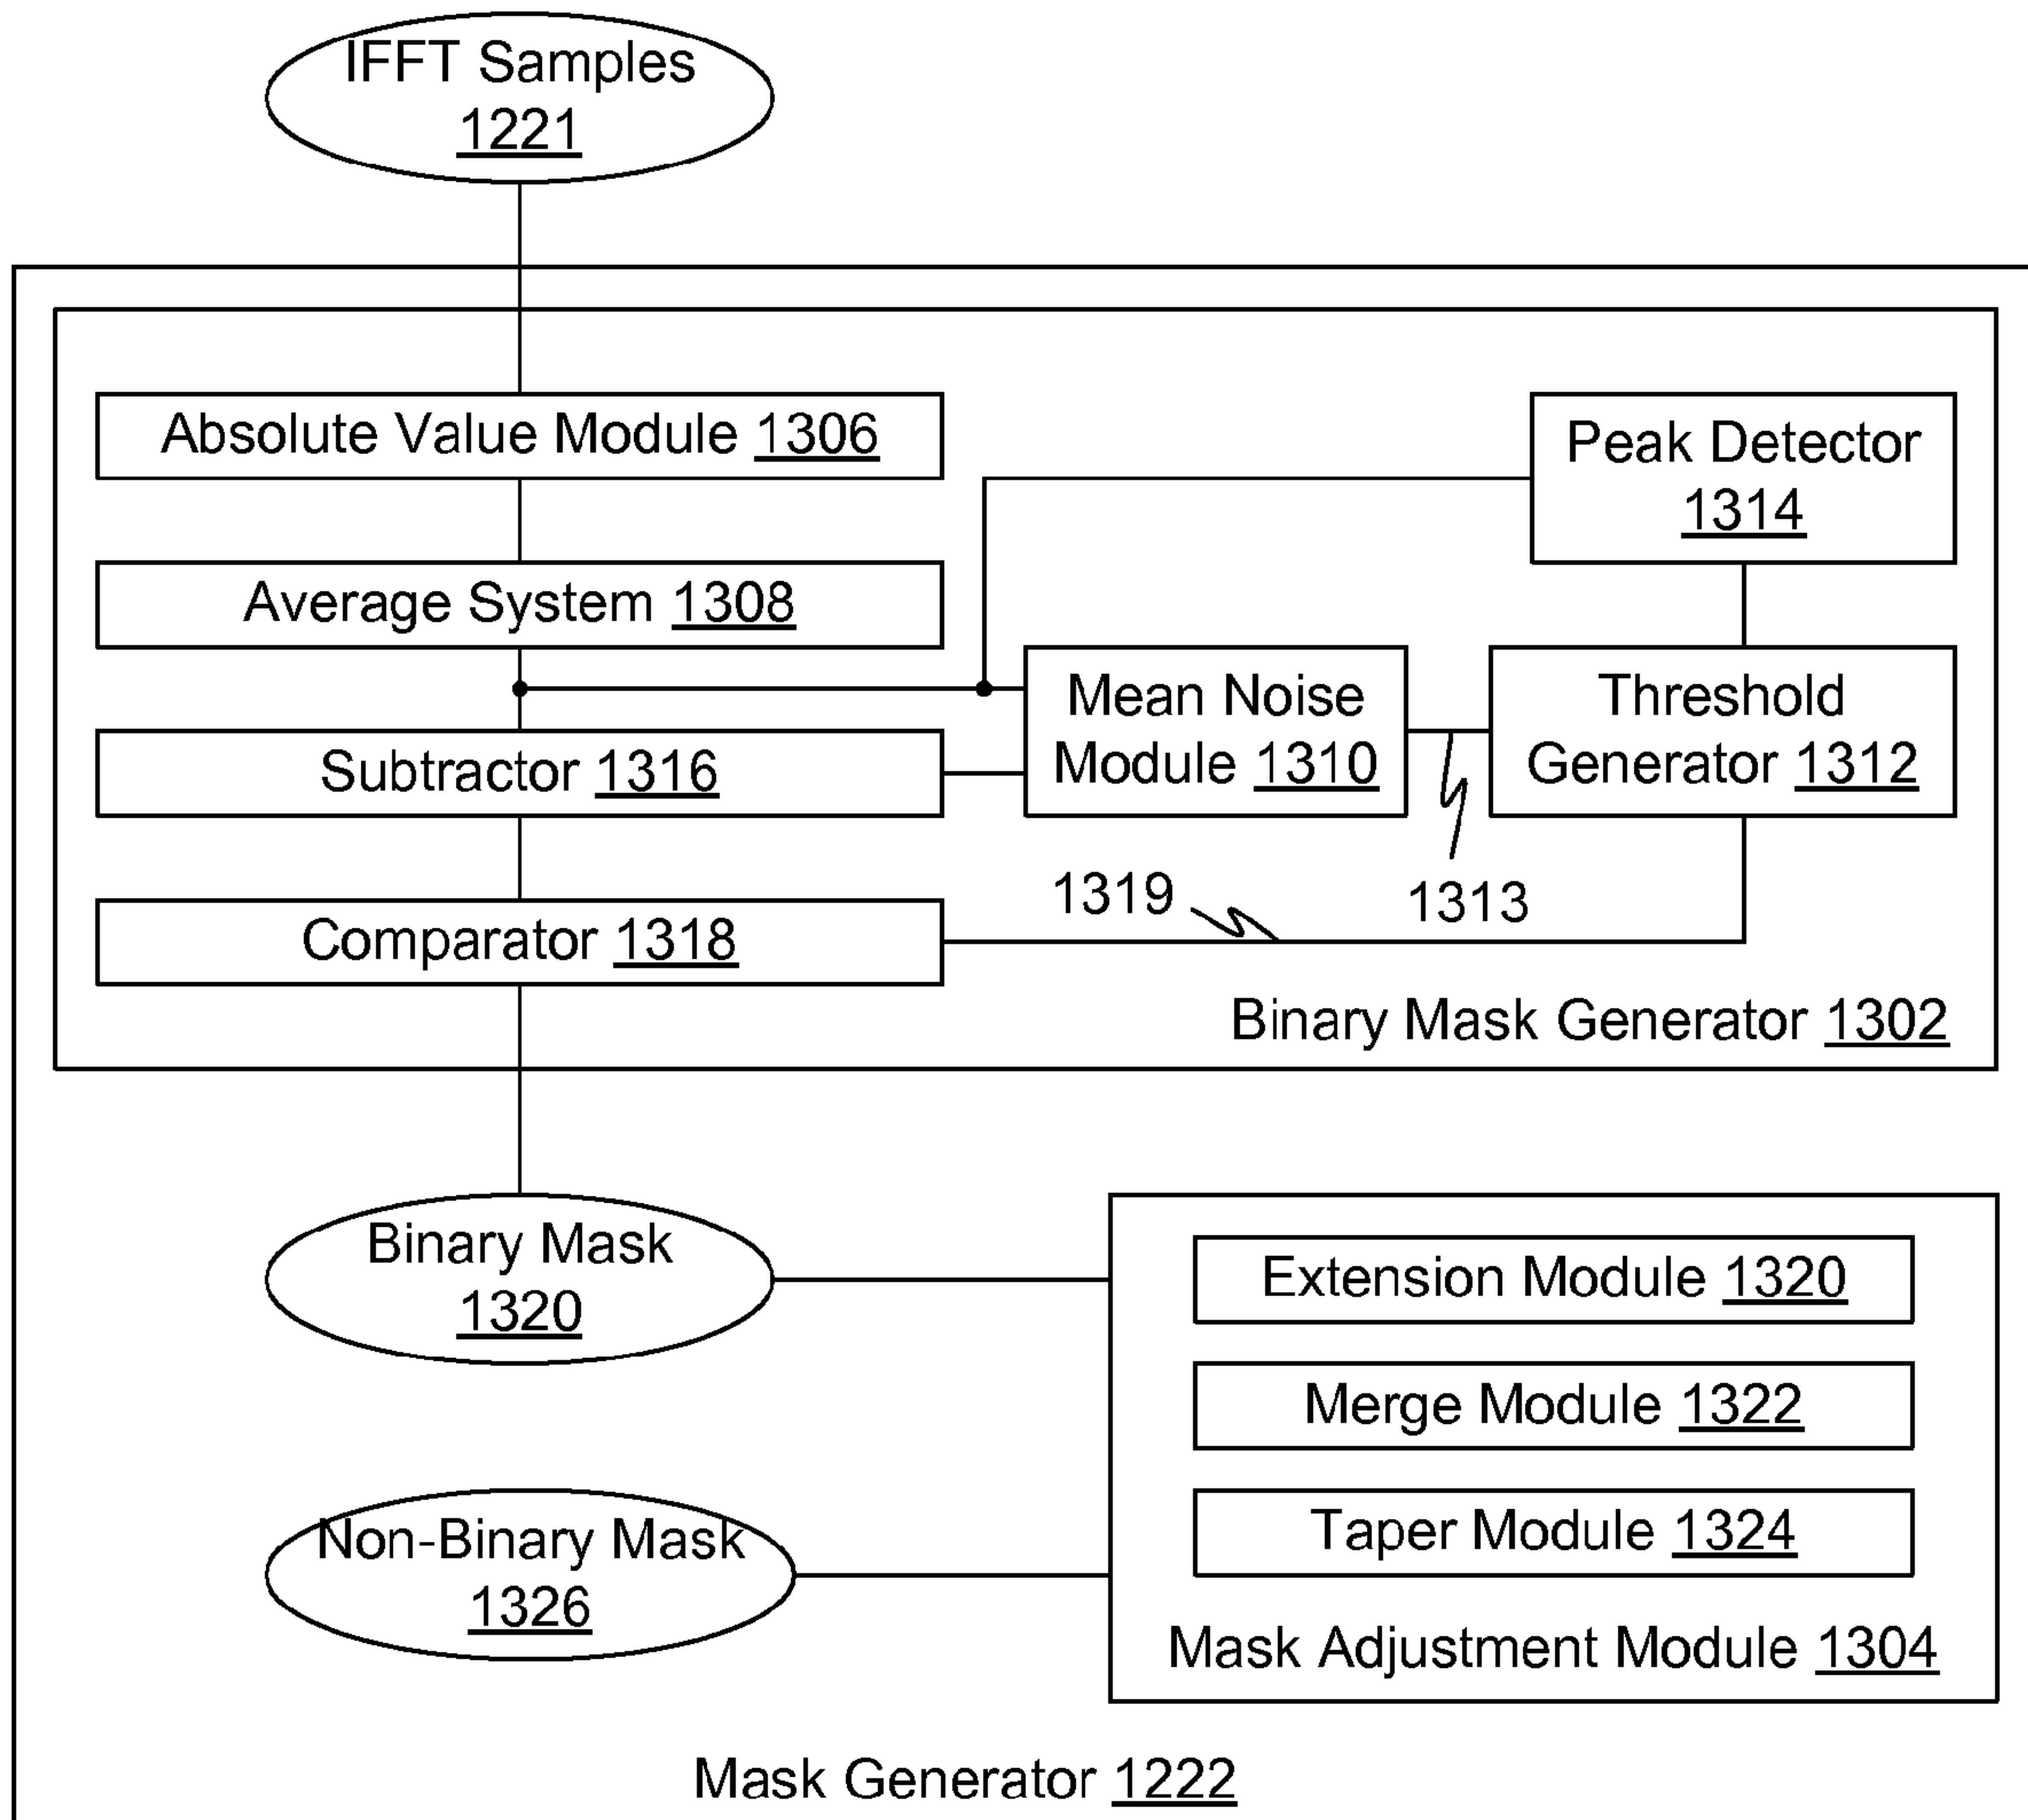 IFFT Samples
1221
Absolute Value Module 1306
Peak Detector
1314
Average System 1308
Mean Noise
Module 1310
Threshold
Generator 1312
Subtractor 1316
1319
1313
Comparator 1318
Binary Mask Generator 1302
Binary Mask
1320
Extension Module 1320
Merge Module 1322
Non-Binary Mask
1326
Taper Module 1324
Mask Adjustment Module 1304
Mask Generator 1222